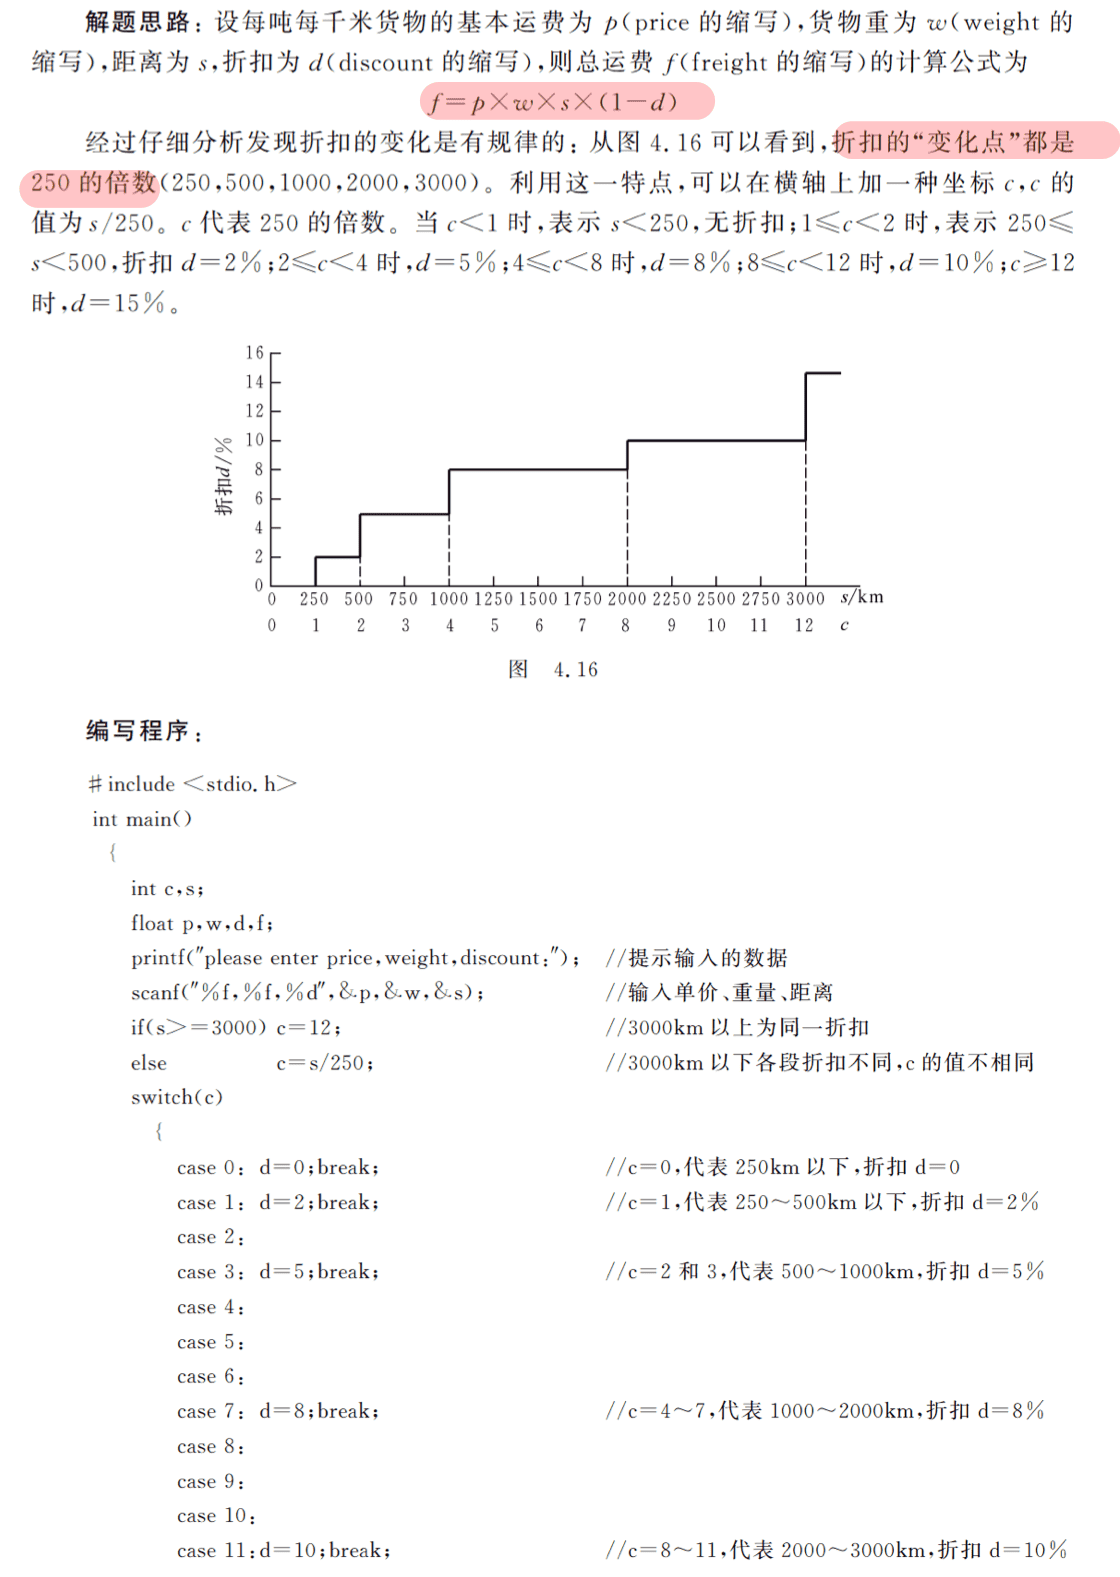 解题思路：设每吨每千米货物的基本运费为 p(price 的缩写),货物重为 w(weight 的
缩写),距离为 s,折扣为 d(discount 的缩写),则总运费 f(freight 的缩写)的计算公式为
f=p×w×s×(1-d)
经过仔细分析发现折扣的变化是有规律的：从图 4.16 可以看到,折扣的“变化点”都是
250 的倍数(250,500,1000,2000,3000)。利用这一特点,可以在横轴上加一种坐标 c,c 的
值为 s/250。c 代表 250 的倍数。当 c<1 时,表示 s<250,无折扣;1≤c<2 时,表示 250≤
s<500,折扣 d=2%;2≤c<4 时,d=5%;4≤c<8 时,d=8%;8≤c<12 时,d=10%;c≥12
时,d=15%。
16
14
12
10
8
6
4
2
0
折扣d/%
0 250 500 750 1000 1250 1500 1750 2000 2250 2500 2750 3000 s/km
0 1 2 3 4 5 6 7 8 9 10 11 12 c
图 4.16
编写程序：
#include <stdio.h>
int main()
{
int c,s;
float p,w,d,f;
printf("please enter price,weight,discount:"); //提示输入的数据
scanf("%f,%f,%d",&p,&w,&s); //输入单价、重量、距离
if(s>=3000) c=12; //3000km 以上为同一折扣
else c=s/250; //3000km 以下各段折扣不同,c 的值不相同
switch(c)
{
case 0: d=0;break; //c=0,代表 250km 以下,折扣 d=0
case 1: d=2;break; //c=1,代表 250～500km 以下,折扣 d=2%
case 2:
case 3: d=5;break; //c=2 和 3,代表 500～1000km,折扣 d=5%
case 4:
case 5:
case 6:
case 7: d=8;break; //c=4～7,代表 1000～2000km,折扣 d=8%
case 8:
case 9:
case 10:
case 11:d=10;break; //c=8～11,代表 2000～3000km,折扣 d=10%